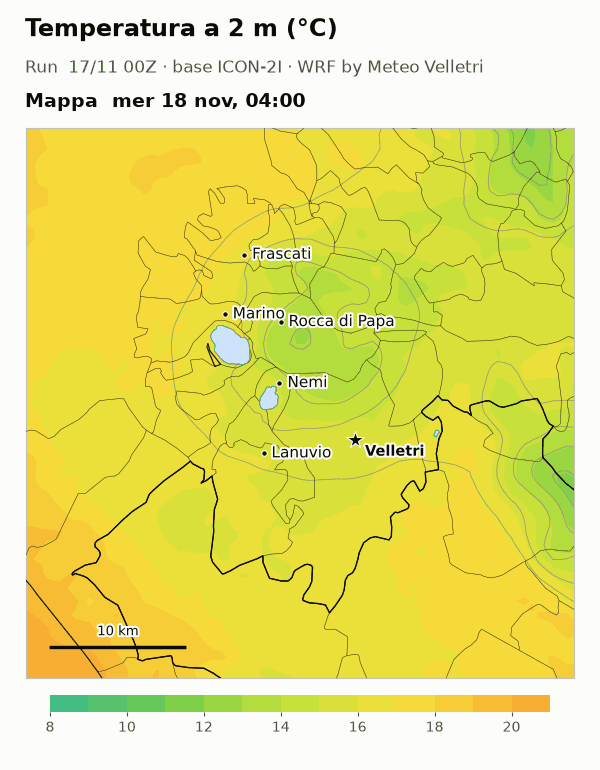 Temperatura a 2 m (°C)
Run 17/11 00Z · base ICON-2I · WRF by Meteo Velletri
Mappa mer 18 nov, 04:00
Frascati
Marino
Rocca di Papa
Nemi
Velletri
Lanuvio
10 km
8 10 12 14 16 18 20